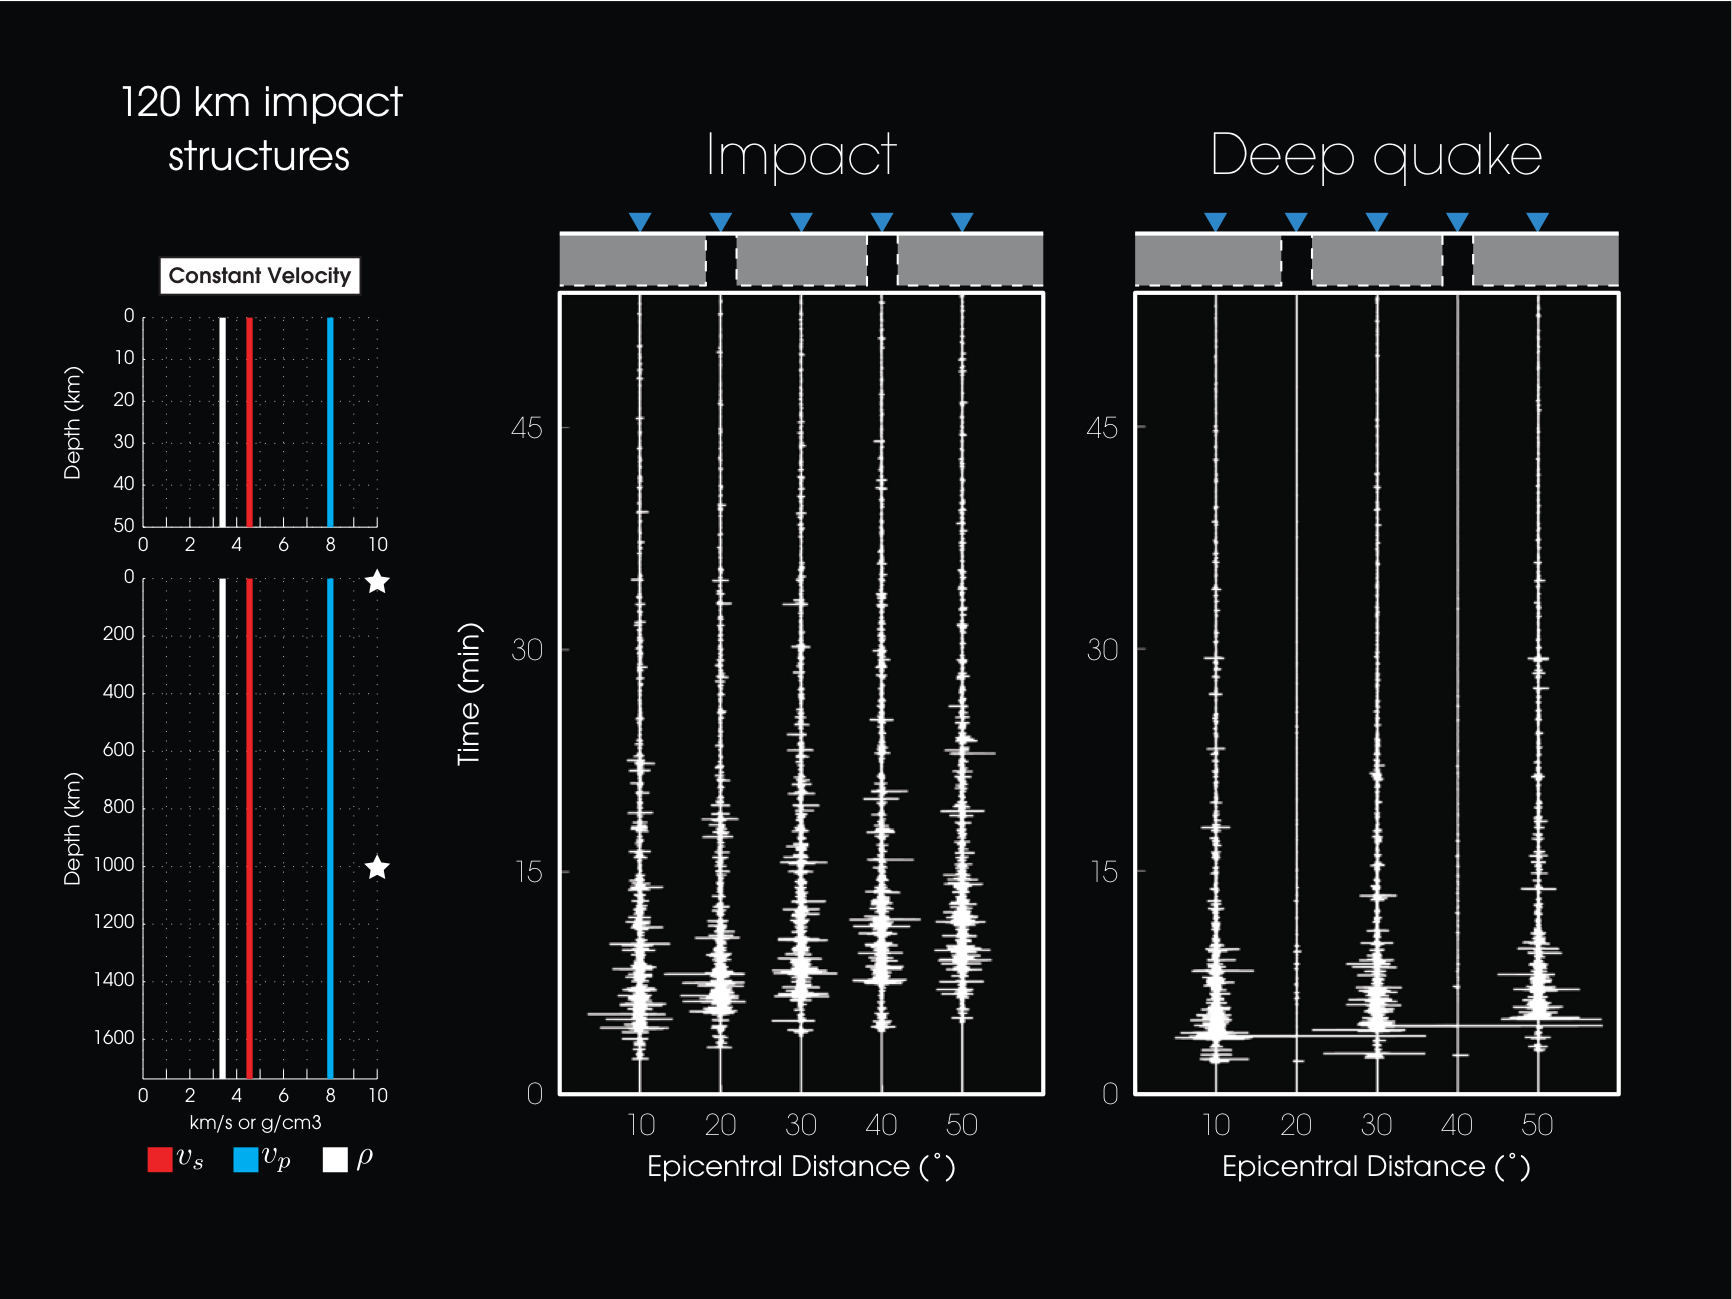 120 km impact
structures
Impact
Deep quake
Constant Velocity
0
10
20
30
40
50
Depth (km)
0 2 4 6 8 10
0
200
400
600
800
1000
1200
1400
1600
Depth (km)
0 2 4 6 8 10
km/s or g/cm3
v_s v_p ρ
45
30
15
0
Time (min)
10 20 30 40 50
Epicentral Distance (˚)
45
30
15
0
10 20 30 40 50
Epicentral Distance (˚)